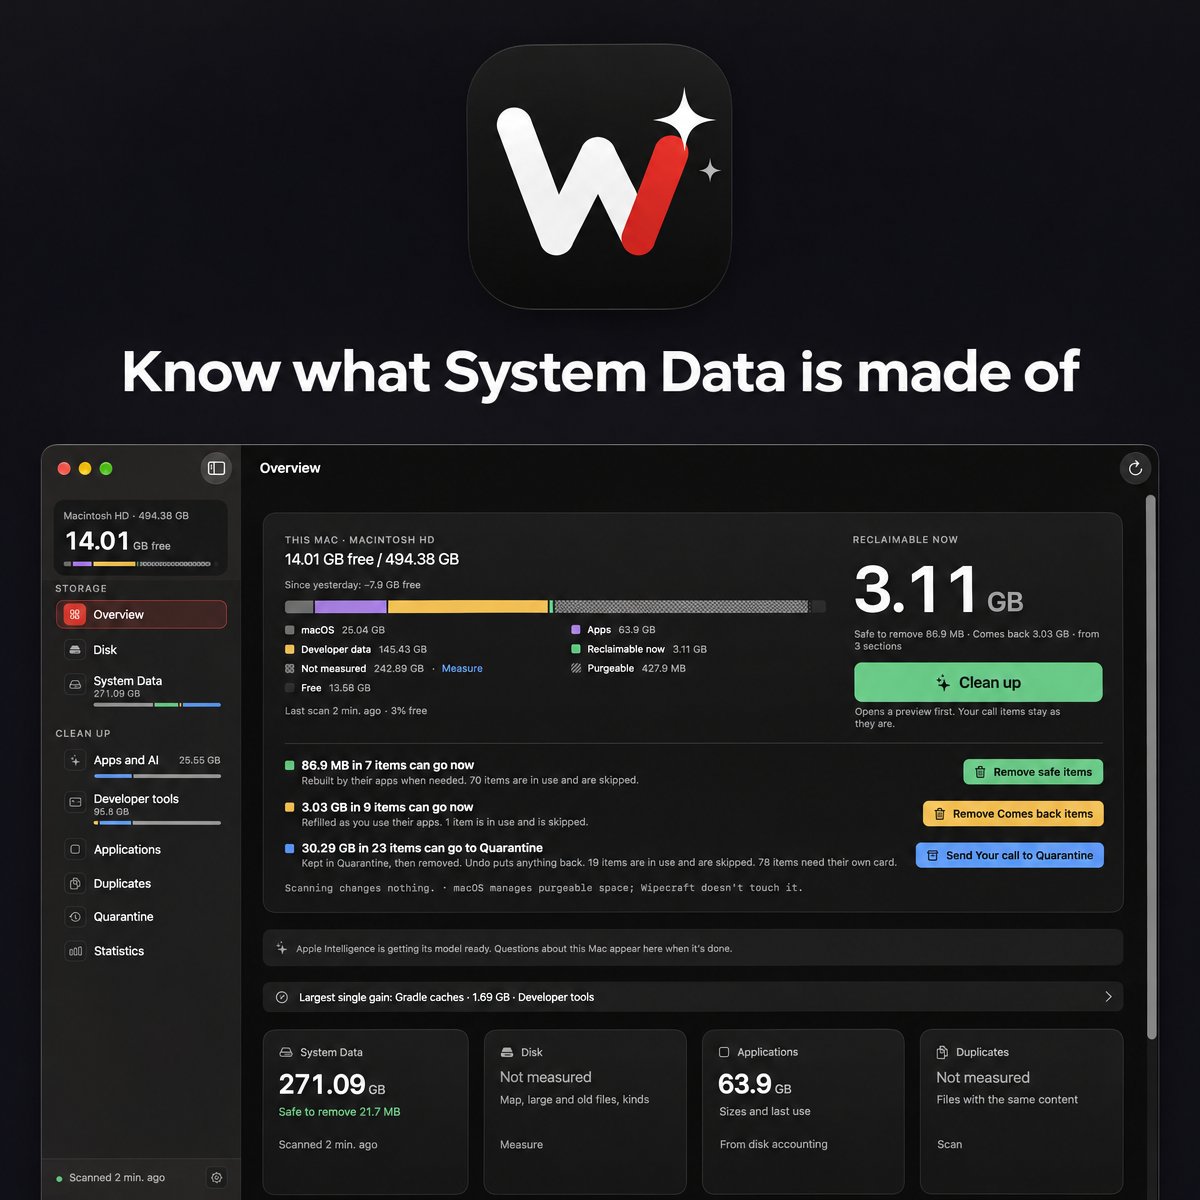 Know what System Data is made of
Overview
Macintosh HD · 494.38 GB
14.01 GB free
STORAGE
Overview
Disk
System Data
271.09 GB
CLEAN UP
Apps and AI 25.55 GB
Developer tools
95.8 GB
Applications
Duplicates
Quarantine
Statistics
Scanned 2 min. ago
THIS MAC · MACINTOSH HD
14.01 GB free / 494.38 GB
Since yesterday: −7.9 GB free
macOS 25.04 GB
Apps 63.9 GB
Developer data 145.43 GB
Reclaimable now 3.11 GB
Not measured 242.89 GB · Measure
Purgeable 427.9 MB
Free 13.58 GB
Last scan 2 min. ago · 3% free
RECLAIMABLE NOW
3.11 GB
Safe to remove 86.9 MB · Comes back 3.03 GB · from
3 sections
Clean up
Opens a preview first. Your call items stay as
they are.
86.9 MB in 7 items can go now
Rebuilt by their apps when needed. 70 items are in use and are skipped.
Remove safe items
3.03 GB in 9 items can go now
Refilled as you use their apps. 1 item is in use and is skipped.
Remove Comes back items
30.29 GB in 23 items can go to Quarantine
Kept in Quarantine, then removed. Undo puts anything back. 19 items are in use and are skipped. 78 items need their own card.
Send Your call to Quarantine
Scanning changes nothing. · macOS manages purgeable space; Wipecraft doesn't touch it.
Apple Intelligence is getting its model ready. Questions about this Mac appear here when it's done.
Largest single gain: Gradle caches · 1.69 GB · Developer tools
System Data
271.09 GB
Safe to remove 21.7 MB
Scanned 2 min. ago
Disk
Not measured
Map, large and old files, kinds
Measure
Applications
63.9 GB
Sizes and last use
From disk accounting
Duplicates
Not measured
Files with the same content
Scan